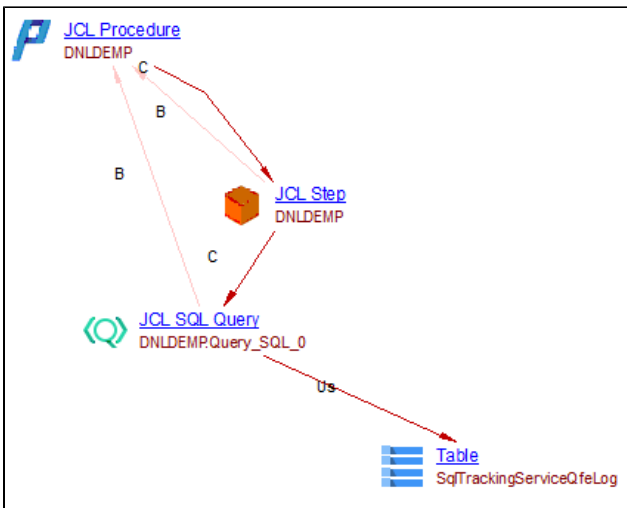 JCL Procedure
DNLDEMP
C
B
B
JCL Step
DNLDEMP
C
JCL SQL Query
DNLDEMP.Query_SQL_0
Us
Table
SqlTrackingServiceQfeLog